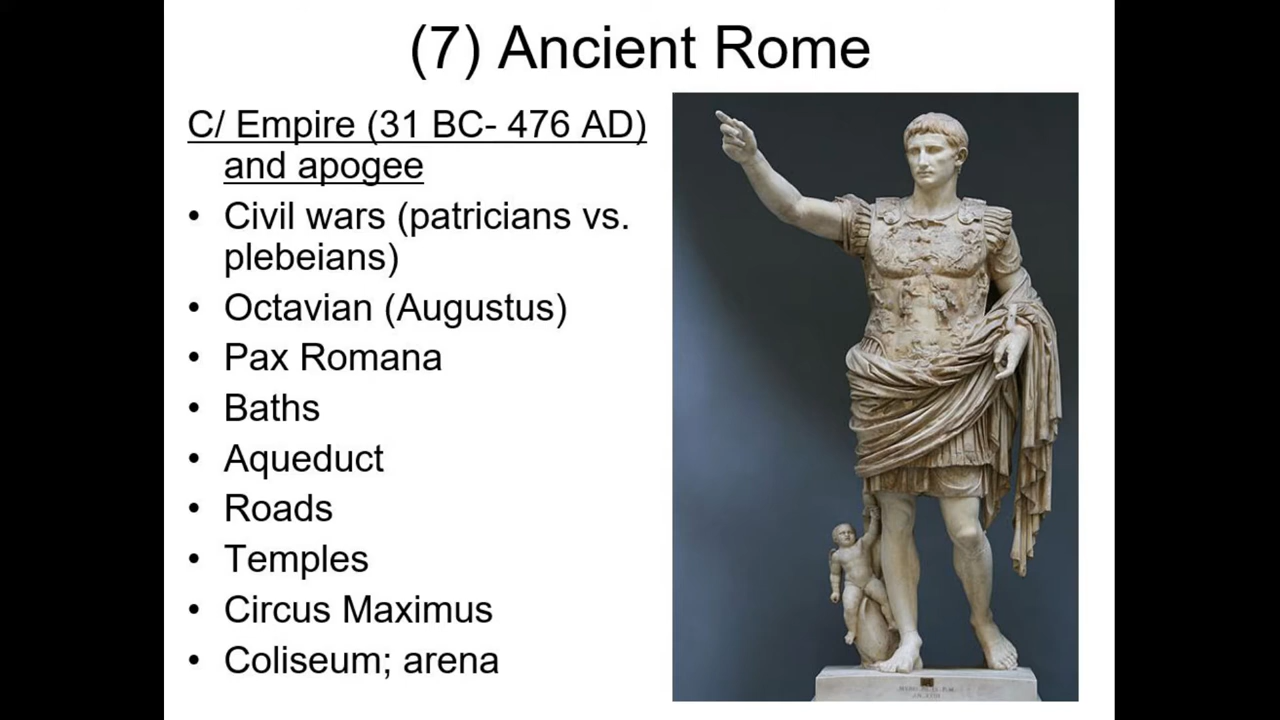 (7) Ancient Rome
C/ Empire (31 BC- 476 AD)
and apogee
• Civil wars (patricians vs.
plebeians)
• Octavian (Augustus)
• Pax Romana
• Baths
• Aqueduct
• Roads
• Temples
• Circus Maximus
• Coliseum; arena